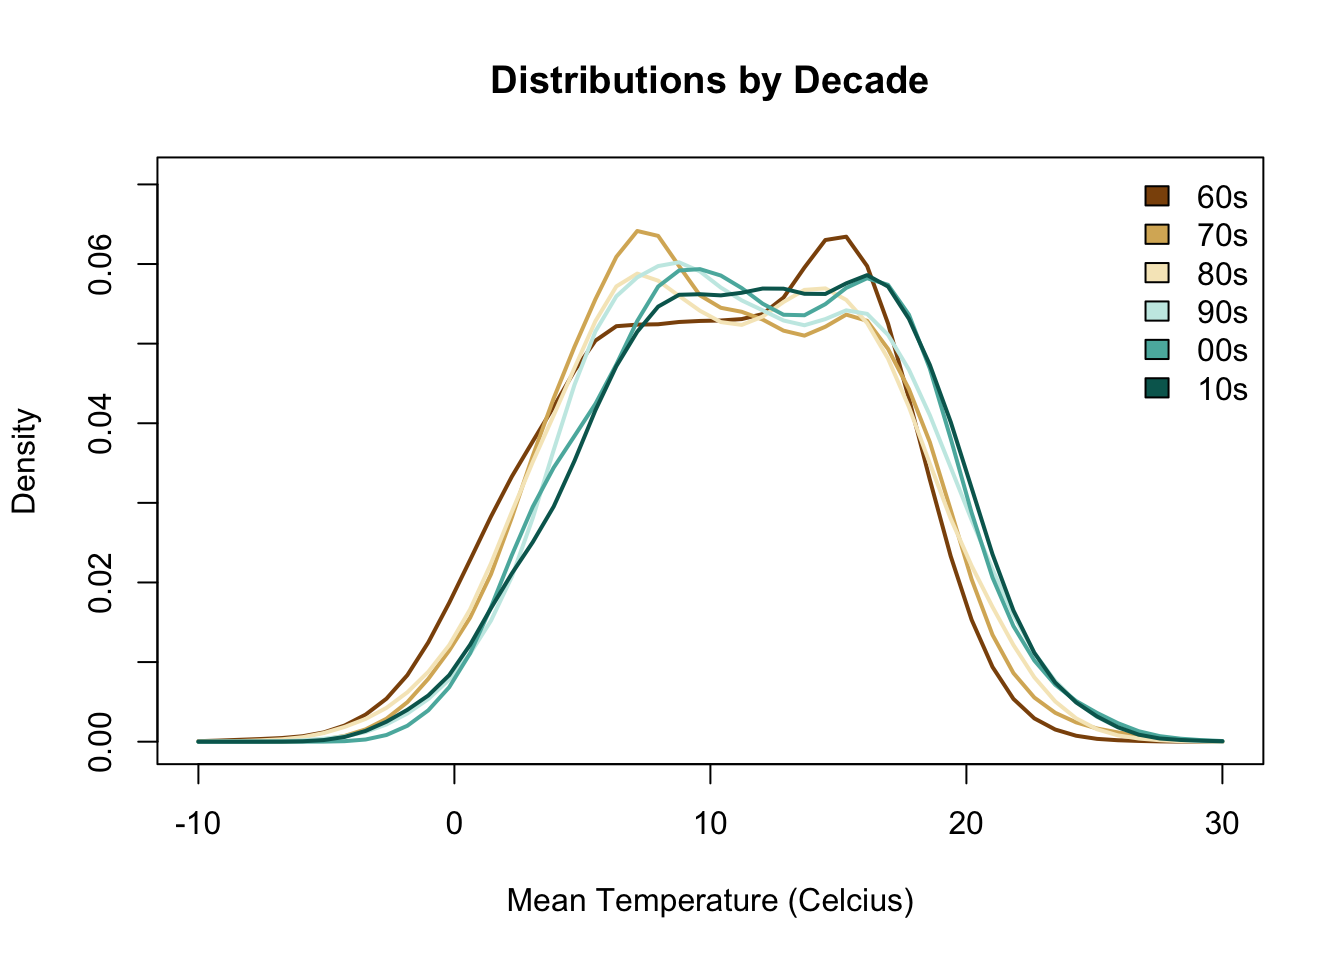 Distributions by Decade
60s
70s
80s
90s
00s
10s
0.06
0.04
0.02
0.00
Density
-10 0 10 20 30
Mean Temperature (Celcius)